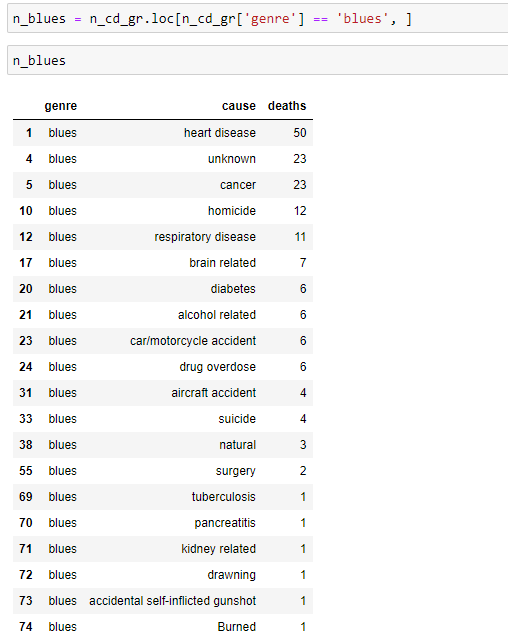 n_blues = n_cd_gr.loc[n_cd_gr['genre'] == 'blues', ]
n_blues
genre cause deaths
1 blues heart disease 50
4 blues unknown 23
5 blues cancer 23
10 blues homicide 12
12 blues respiratory disease 11
17 blues brain related 7
20 blues diabetes 6
21 blues alcohol related 6
23 blues car/motorcycle accident 6
24 blues drug overdose 6
31 blues aircraft accident 4
33 blues suicide 4
38 blues natural 3
55 blues surgery 2
69 blues tuberculosis 1
70 blues pancreatitis 1
71 blues kidney related 1
72 blues drawning 1
73 blues accidental self-inflicted gunshot 1
74 blues Burned 1